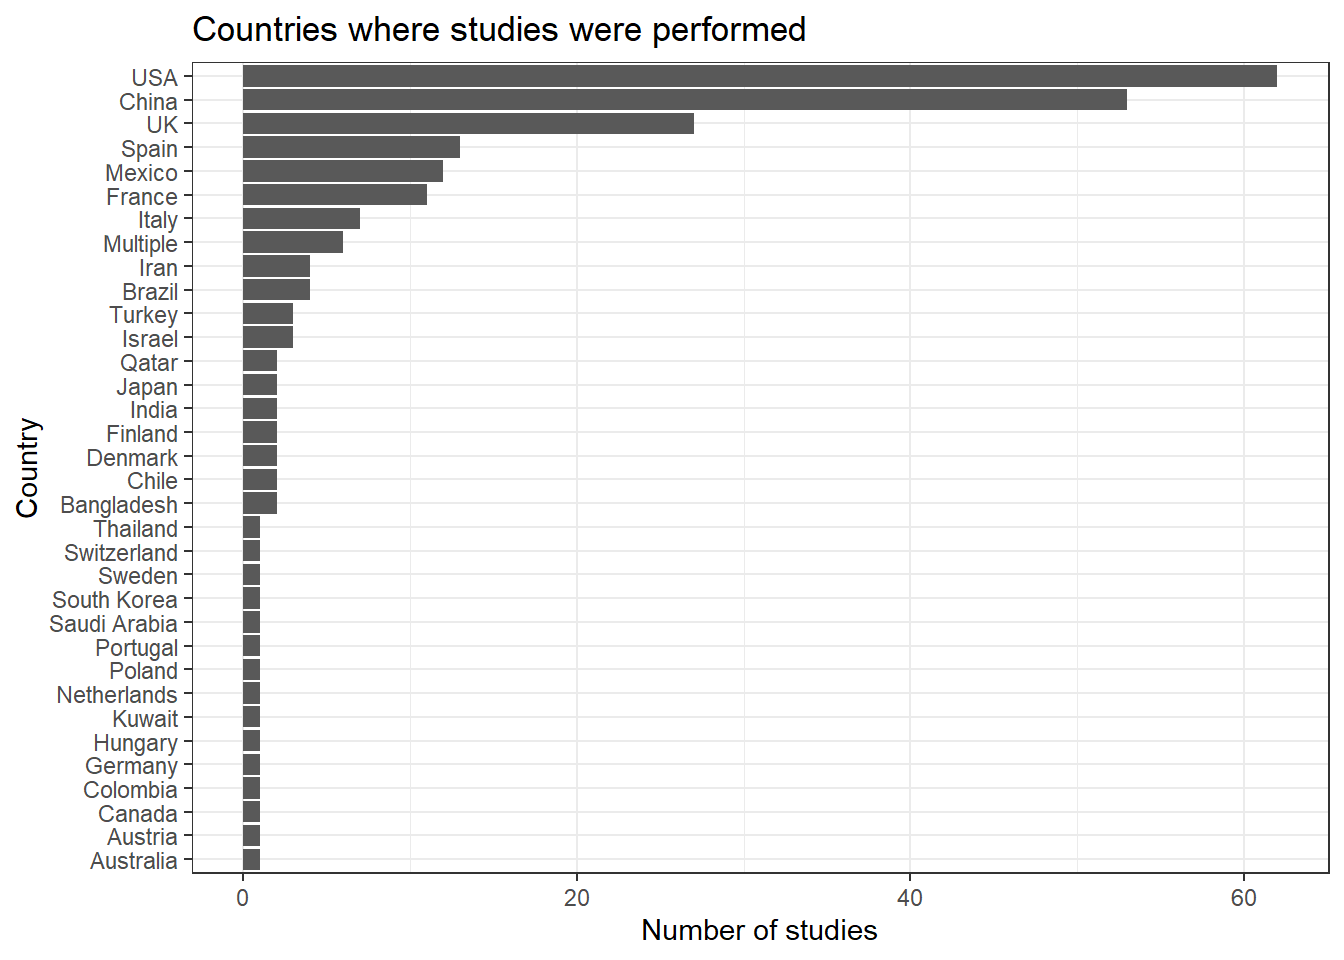 Countries where studies were performed
USA
China
UK
Spain
Mexico
France
Italy
Multiple
Iran
Brazil
Turkey
Israel
Qatar
Japan
India
Finland
Denmark
Chile
Bangladesh
Thailand
Switzerland
Sweden
South Korea
Saudi Arabia
Portugal
Poland
Netherlands
Kuwait
Hungary
Germany
Colombia
Canada
Austria
Australia
Country
0 20 40 60
Number of studies